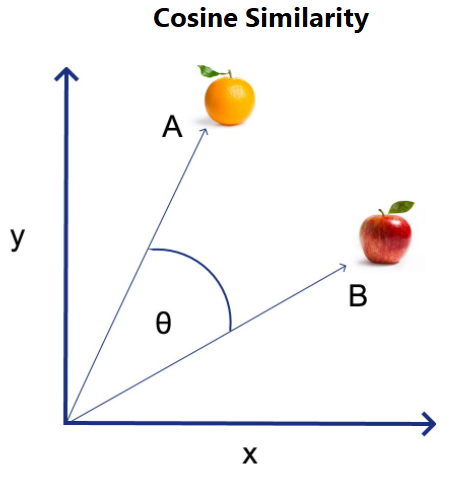 Cosine Similarity
A
y
B
θ
x